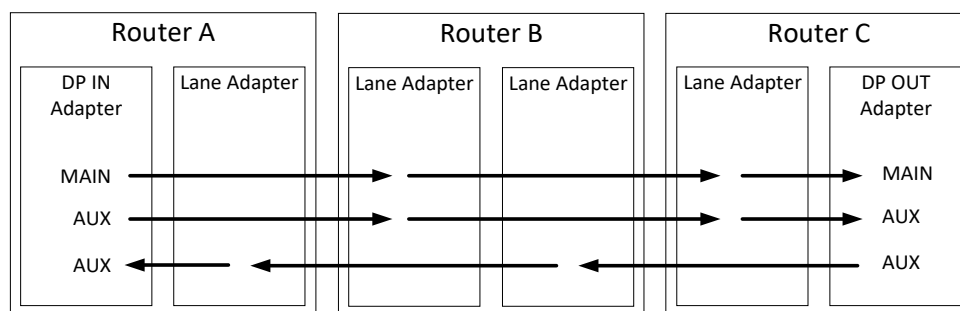 Router A
Router B
Router C
DP IN
Adapter
Lane Adapter
Lane Adapter
Lane Adapter
Lane Adapter
DP OUT
Adapter
MAIN
MAIN
AUX
AUX
AUX
AUX